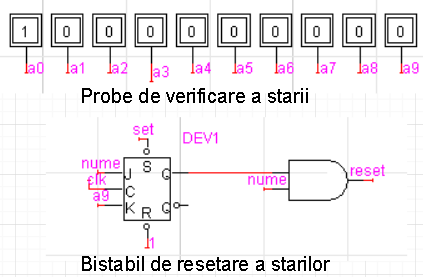 1 0 0 0 0 0 0 0 0 0
a0 a1 a2 a3 a4 a5 a6 a7 a8 a9
Probe de verificare a starii
set
DEV1
nume
S
J Q
clk
C
nume
reset
a9
K Q
R
1
Bistabil de resetare a starilor